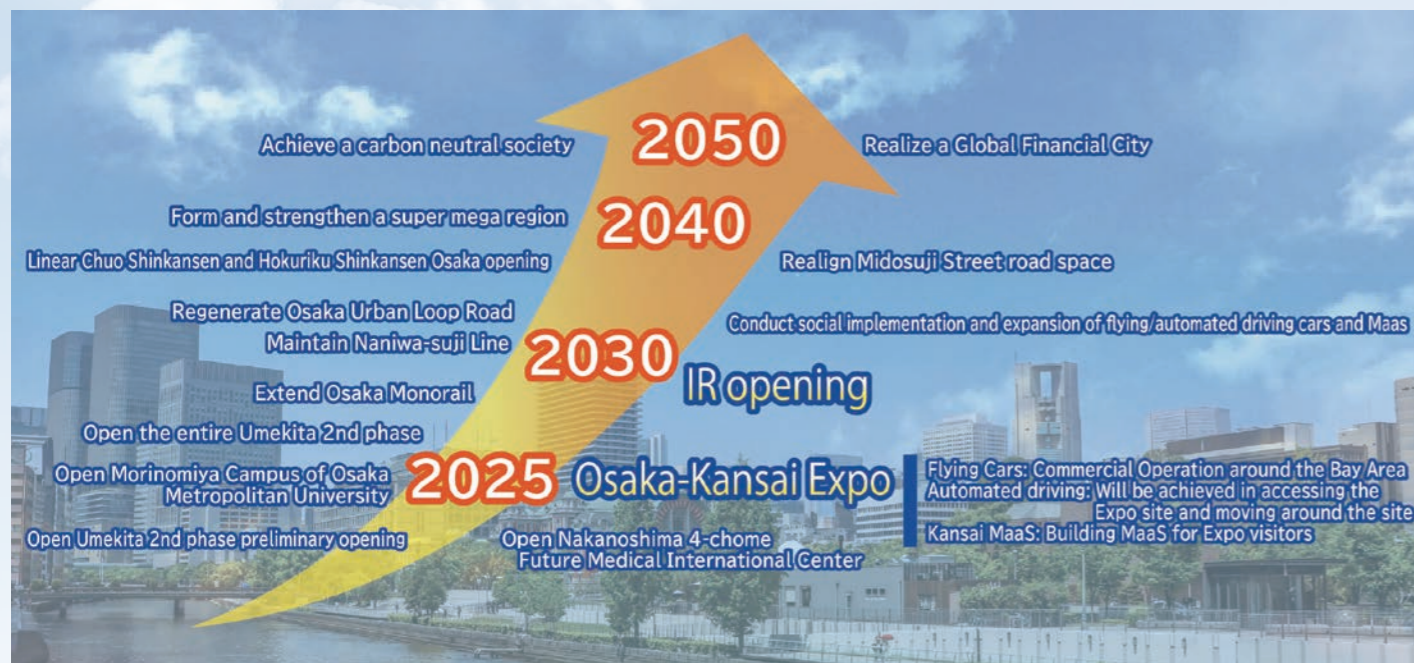 Achieve a carbon neutral society
2050
Realize a Global Financial City
Form and strengthen a super mega region
2040
Linear Chuo Shinkansen and Hokuriku Shinkansen Osaka opening
Realign Midosuji Street road space
Regenerate Osaka Urban Loop Road
Conduct social implementation and expansion of flying/automated driving cars and Maas
Maintain Naniwa-suji Line
2030
IR opening
Extend Osaka Monorail
Open the entire Umekita 2nd phase
Open Morinomiya Campus of Osaka
Metropolitan University
2025
Osaka-Kansai Expo
Flying Cars: Commercial Operation around the Bay Area
Automated driving: Will be achieved in accessing the
Expo site and moving around the site
Kansai MaaS: Building MaaS for Expo visitors
Open Umekita 2nd phase preliminary opening
Open Nakanoshima 4-chome
Future Medical International Center